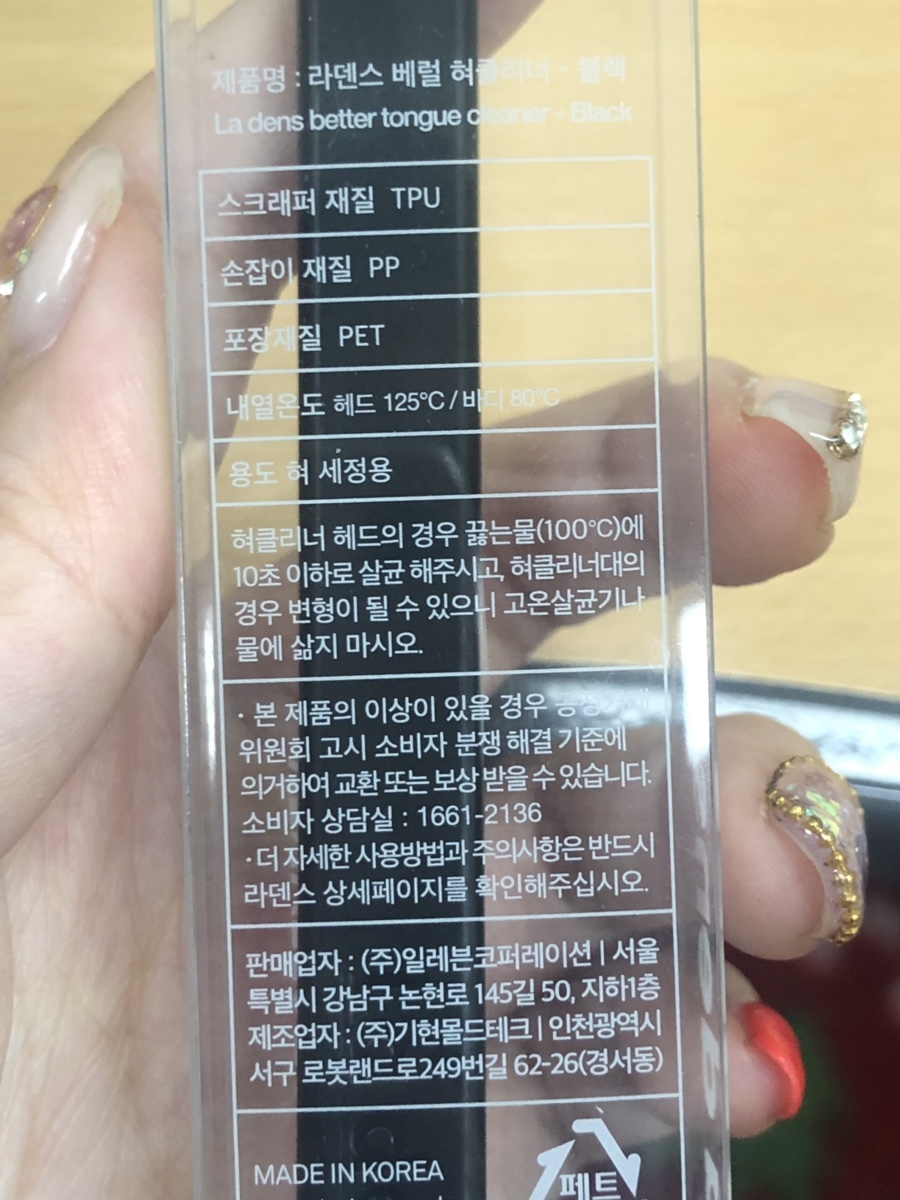 제품명 : 라덴스 베럴 혀클리너 - 블랙
La dens better tongue cleaner - Black
스크래퍼 재질 TPU
손잡이 재질 PP
포장재질 PET
내열온도 헤드 125℃ / 바디 80℃
용도 혀 세정용
혀클리너 헤드의 경우 끓는물(100℃)에
10초 이하로 살균 해주시고, 혀클리너대의
경우 변형이 될 수 있으니 고온살균기나
물에 삶지 마시오.
· 본 제품의 이상이 있을 경우 공정거래
위원회 고시 소비자 분쟁 해결 기준에
의거하여 교환 또는 보상 받을 수 있습니다.
소비자 상담실 : 1661-2136
· 더 자세한 사용방법과 주의사항은 반드시
라덴스 상세페이지를 확인해주십시오.
판매업자 : (주)일레븐코퍼레이션 | 서울
특별시 강남구 논현로 145길 50, 지하1층
제조업자 : (주)기현몰드테크 | 인천광역시
서구 로봇랜드로249번길 62-26(경서동)
MADE IN KOREA
페트